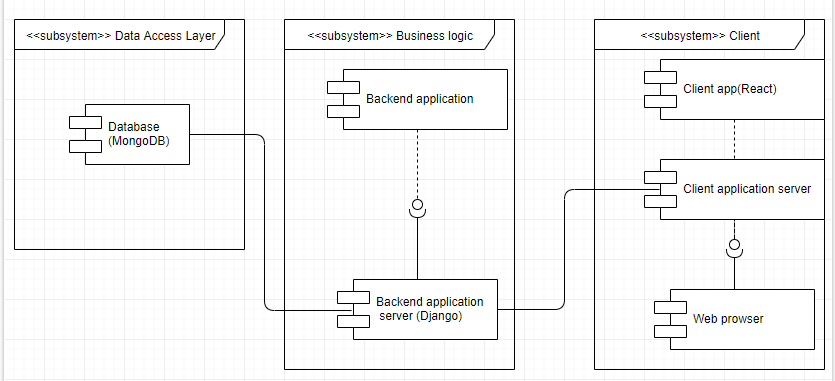 <<subsystem>> Data Access Layer
Database
(MongoDB)
<<subsystem>> Business logic
Backend application
Backend application
server (Django)
<<subsystem>> Client
Client app(React)
Client application server
Web prowser